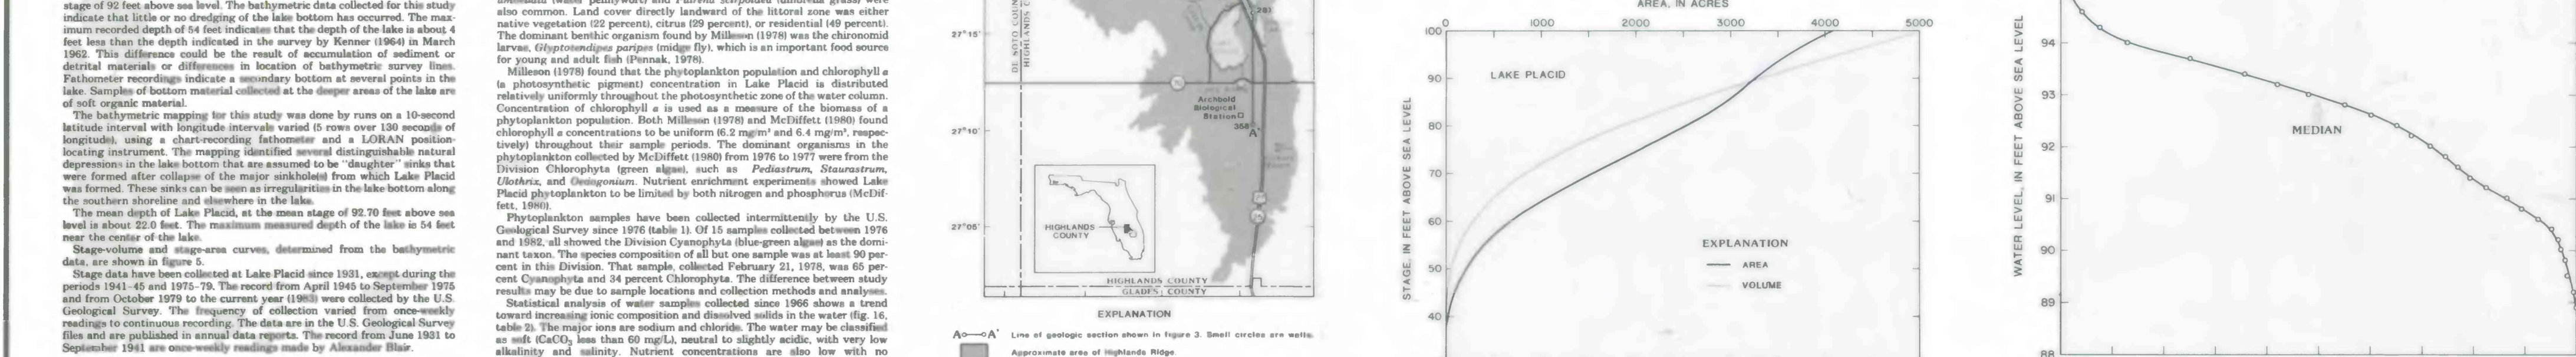 stage of 92 feet above sea level. The bathymetric data collected for this study
indicate that little or no dredging of the lake bottom has occurred. The max-
imum recorded depth of 54 feet indicates that the depth of the lake is about 4
feet less than the depth indicated in the survey by Kenner (1964) in March
1962. This difference could be the result of accumulation of sediment or
detrital materials or differences in location of bathymetric survey lines.
Fathometer recordings indicate a secondary bottom at several points in the
lake. Samples of bottom material collected at the deeper areas of the lake are
of soft organic material.
The bathymetric mapping for this study was done by runs on a 10-second
latitude interval with longitude intervals varied (5 rows over 130 seconds of
longitude), using a chart-recording fathometer and a LORAN position-
locating instrument. The mapping identified several distinguishable natural
depressions in the lake bottom that are assumed to be "daughter" sinks that
were formed after collapse of the major sinkhole(s) from which Lake Placid
was formed. These sinks can be seen as irregularities in the lake bottom along
the southern shoreline and elsewhere in the lake.
The mean depth of Lake Placid, at the mean stage of 92.70 feet above sea
level is about 22.0 feet. The maximum measured depth of the lake is 54 feet
near the center of the lake.
Stage-volume and stage-area curves, determined from the bathymetric
data, are shown in figure 5.
Stage data have been collected at Lake Placid since 1931, except during the
periods 1941-45 and 1975-79. The record from April 1945 to September 1975
and from October 1979 to the current year (1983) were collected by the U.S.
Geological Survey. The frequency of collection varied from once-weekly
readings to continuous recording. The data are in the U.S. Geological Survey
files and are published in annual data reports. The record from June 1931 to
September 1941 are once-weekly readings made by Alexander Blair.
also common. Land cover directly landward of the littoral zone was either
native vegetation (22 percent), citrus (29 percent), or residential (49 percent).
The dominant benthic organism found by Milleson (1978) was the chironomid
larvae, Glyptotendipes paripes (midge fly), which is an important food source
for young and adult fish (Pennak, 1978).
Milleson (1978) found that the phytoplankton population and chlorophyll a
(a photosynthetic pigment) concentration in Lake Placid is distributed
relatively uniformly throughout the photosynthetic zone of the water column.
Concentration of chlorophyll a is used as a measure of the biomass of a
phytoplankton population. Both Milleson (1978) and McDiffett (1980) found
chlorophyll a concentrations to be uniform (6.2 mg/m³ and 6.4 mg/m³, respec-
tively) throughout their sample periods. The dominant organisms in the
phytoplankton collected by McDiffett (1980) from 1976 to 1977 were from the
Division Chlorophyta (green algae), such as Pediastrum, Staurastrum,
Ulothrix, and Oedogonium. Nutrient enrichment experiments showed Lake
Placid phytoplankton to be limited by both nitrogen and phosphorus (McDif-
fett, 1980).
Phytoplankton samples have been collected intermittently by the U.S.
Geological Survey since 1976 (table 1). Of 15 samples collected between 1976
and 1982, all showed the Division Cyanophyta (blue-green algae) as the domi-
nant taxon. The species composition of all but one sample was at least 90 per-
cent in this Division. That sample, collected February 21, 1978, was 65 per-
cent Cyanophyta and 34 percent Chlorophyta. The difference between study
results may be due to sample locations and collection methods and analyses.
Statistical analysis of water samples collected since 1966 shows a trend
toward increasing ionic composition and dissolved solids in the water (fig. 16,
table 2). The major ions are sodium and chloride. The water may be classified
as soft (CaCO₃ less than 60 mg/L), neutral to slightly acidic, with very low
alkalinity and salinity. Nutrient concentrations are also low with no
DE SOTO COUN
HIGHLANDS C
281
27°15'
Archbold
Biological
Station
358
A'
27°10'
27°05'
HIGHLANDS
COUNTY
HIGHLANDS COUNTY
GLADES COUNTY
EXPLANATION
A A' Line of geologic section shown in figure 3. Small circles are wells.
Approximate area of Highlands Ridge
AREA, IN ACRES
0 1000 2000 3000 4000 5000
100
90
80
70
60
50
40
STAGE, IN FEET ABOVE SEA LEVEL
LAKE PLACID
EXPLANATION
AREA
VOLUME
WATER LEVEL, IN FEET ABOVE SEA LEVEL
94
93
92
91
90
89
88
MEDIAN